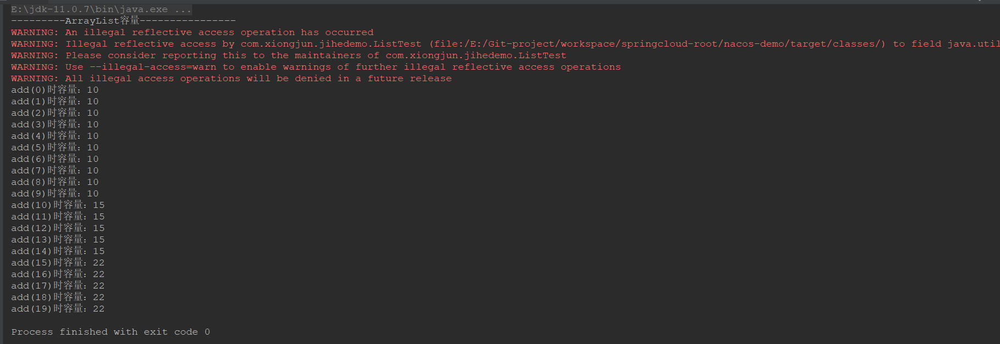 E:\jdk-11.0.7\bin\java.exe ...
---------ArrayList容量----------------
WARNING: An illegal reflective access operation has occurred
WARNING: Illegal reflective access by com.xiongjun.jihedemo.ListTest (file:/E:/Git-project/workspace/springcloud-root/nacos-demo/target/classes/) to field java.util
WARNING: Please consider reporting this to the maintainers of com.xiongjun.jihedemo.ListTest
WARNING: Use --illegal-access=warn to enable warnings of further illegal reflective access operations
WARNING: All illegal access operations will be denied in a future release
add(0)时容量：10
add(1)时容量：10
add(2)时容量：10
add(3)时容量：10
add(4)时容量：10
add(5)时容量：10
add(6)时容量：10
add(7)时容量：10
add(8)时容量：10
add(9)时容量：10
add(10)时容量：15
add(11)时容量：15
add(12)时容量：15
add(13)时容量：15
add(14)时容量：15
add(15)时容量：22
add(16)时容量：22
add(17)时容量：22
add(18)时容量：22
add(19)时容量：22
Process finished with exit code 0